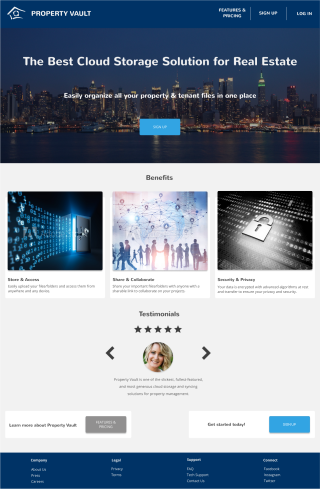 PROPERTY VAULT
FEATURES &
PRICING
SIGN UP
LOG IN
The Best Cloud Storage Solution for Real Estate
Easily organize all your property & tenant files in one place
SIGN UP
Benefits
Store & Access
Easily upload your files/folders and access them from
anywhere and any device.
Share & Collaborate
Share your important files/folders with anyone with a
sharable link to collaborate on your projects.
Security & Privacy
Your data is encrypted with advanced algorithms at rest
and transfer to ensure your privacy and security.
Testimonials
Property Vault is one of the slickest, fullest-featured,
and most generous cloud storage and syncing
solutions for property management.
Learn more about Property Vault
FEATURES &
PRICING
Get started today!
SIGN UP
Company
About Us
Press
Careers
Legal
Privacy
Terms
Support
FAQ
Tech Support
Contact Us
Connect
Facebook
Instagram
Twitter